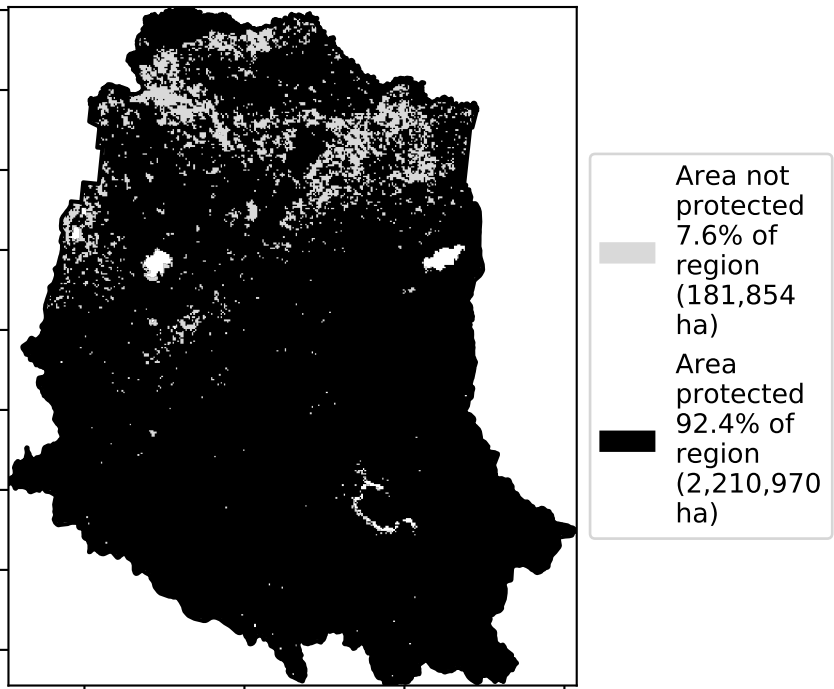 Area not
protected
7.6% of
region
(181,854
ha)
Area
protected
92.4% of
region
(2,210,970
ha)